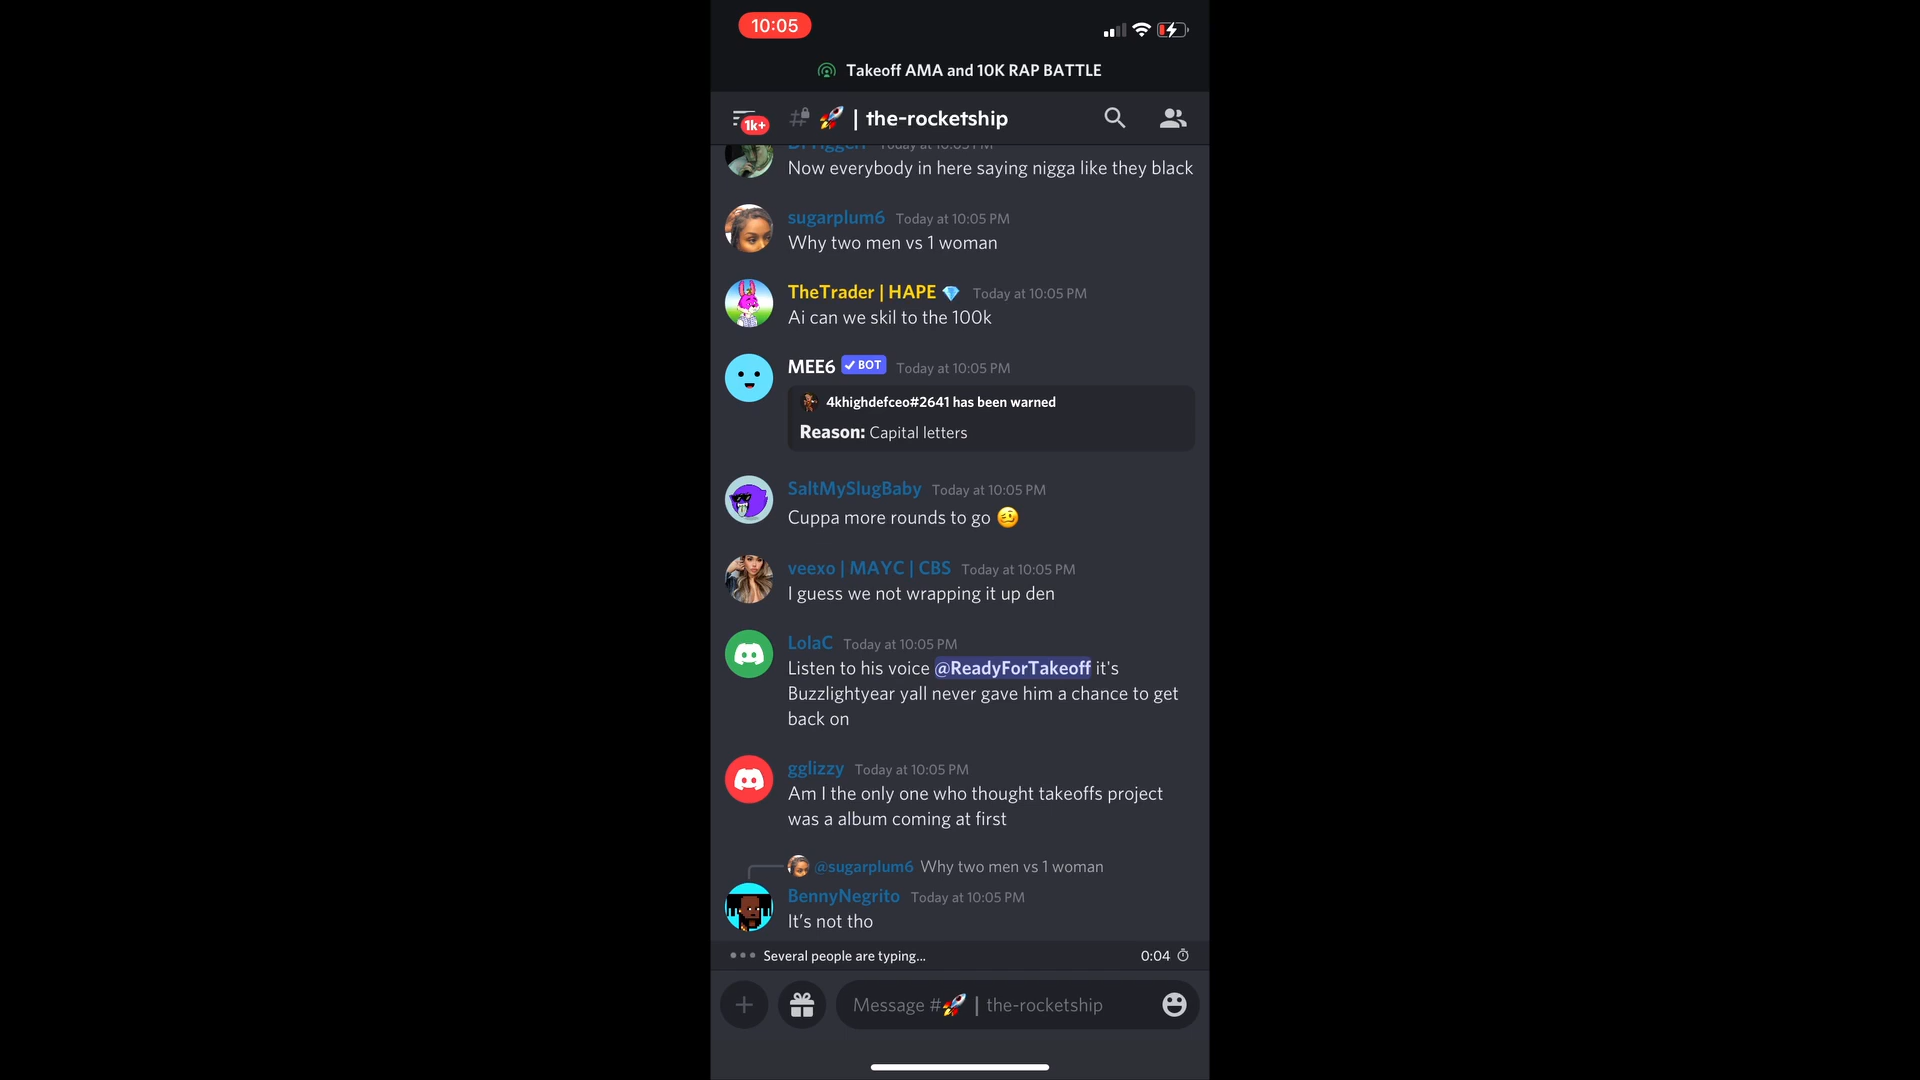 10:05
Takeoff AMA and 10K RAP BATTLE
1k+
# 🚀 | the-rocketship
Today at 10:05 PM
Now everybody in here saying nigga like they black
sugarplum6 Today at 10:05 PM
Why two men vs 1 woman
TheTrader | HAPE 💎 Today at 10:05 PM
Ai can we skil to the 100k
MEE6 ✓ BOT Today at 10:05 PM
4khighdefceo#2641 has been warned
Reason: Capital letters
SaltMySlugBaby Today at 10:05 PM
Cuppa more rounds to go 🥴
veexo | MAYC | CBS Today at 10:05 PM
I guess we not wrapping it up den
LolaC Today at 10:05 PM
Listen to his voice @ReadyForTakeoff it's
Buzzlightyear yall never gave him a chance to get
back on
gglizzy Today at 10:05 PM
Am I the only one who thought takeoffs project
was a album coming at first
@sugarplum6 Why two men vs 1 woman
BennyNegrito Today at 10:05 PM
It’s not tho
Several people are typing... 0:04
Message #🚀 | the-rocketship